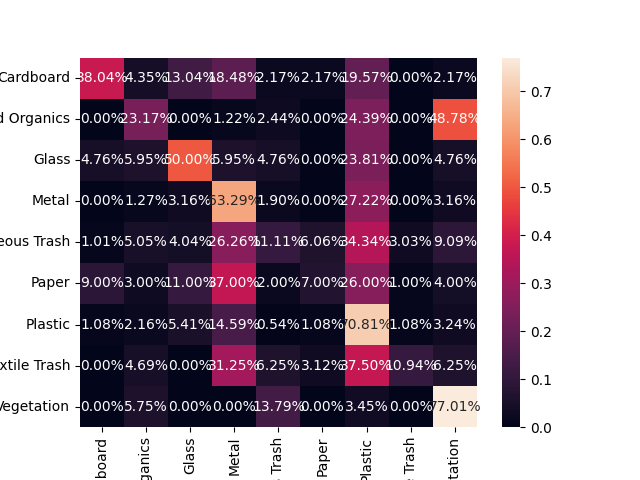 Cardboard 38.04% 4.35% 13.04% 18.48% 2.17% 2.17% 19.57% 0.00% 2.17%
d Organics 0.00% 23.17% 0.00% 1.22% 2.44% 0.00% 24.39% 0.00% 48.78%
Glass 4.76% 5.95% 50.00% 5.95% 4.76% 0.00% 23.81% 0.00% 4.76%
Metal 0.00% 1.27% 3.16% 63.29% 1.90% 0.00% 27.22% 0.00% 3.16%
eous Trash 1.01% 5.05% 4.04% 26.26% 11.11% 6.06% 34.34% 3.03% 9.09%
Paper 9.00% 3.00% 11.00% 37.00% 2.00% 7.00% 26.00% 1.00% 4.00%
Plastic 1.08% 2.16% 5.41% 14.59% 0.54% 1.08% 70.81% 1.08% 3.24%
xtile Trash 0.00% 4.69% 0.00% 31.25% 6.25% 3.12% 37.50% 10.94% 6.25%
Vegetation 0.00% 5.75% 0.00% 0.00% 13.79% 0.00% 3.45% 0.00% 77.01%
board
ganics
Glass
Metal
Trash
Paper
Plastic
Trash
tation
0.7
0.6
0.5
0.4
0.3
0.2
0.1
0.0